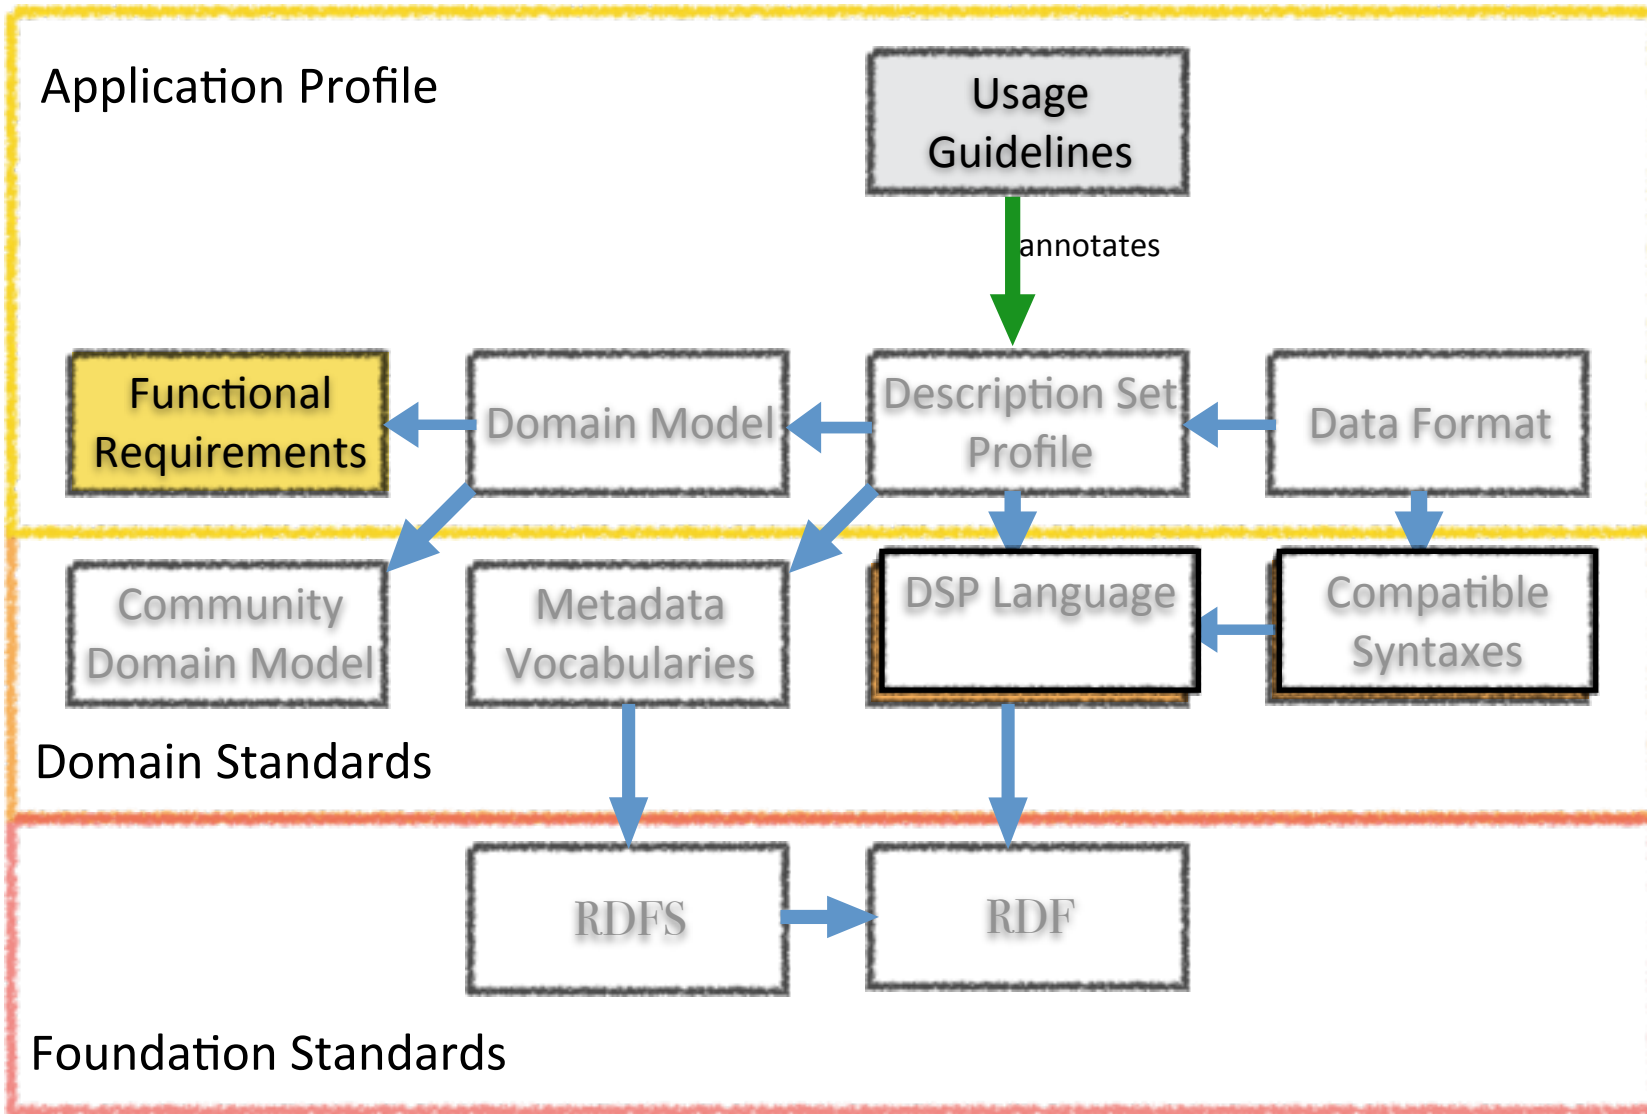 Application Profile
Usage
Guidelines
annotates
Functional
Requirements
Domain Model
Description Set
Profile
Data Format
Community
Domain Model
Metadata
Vocabularies
DSP Language
Compatible
Syntaxes
Domain Standards
RDFS
RDF
Foundation Standards